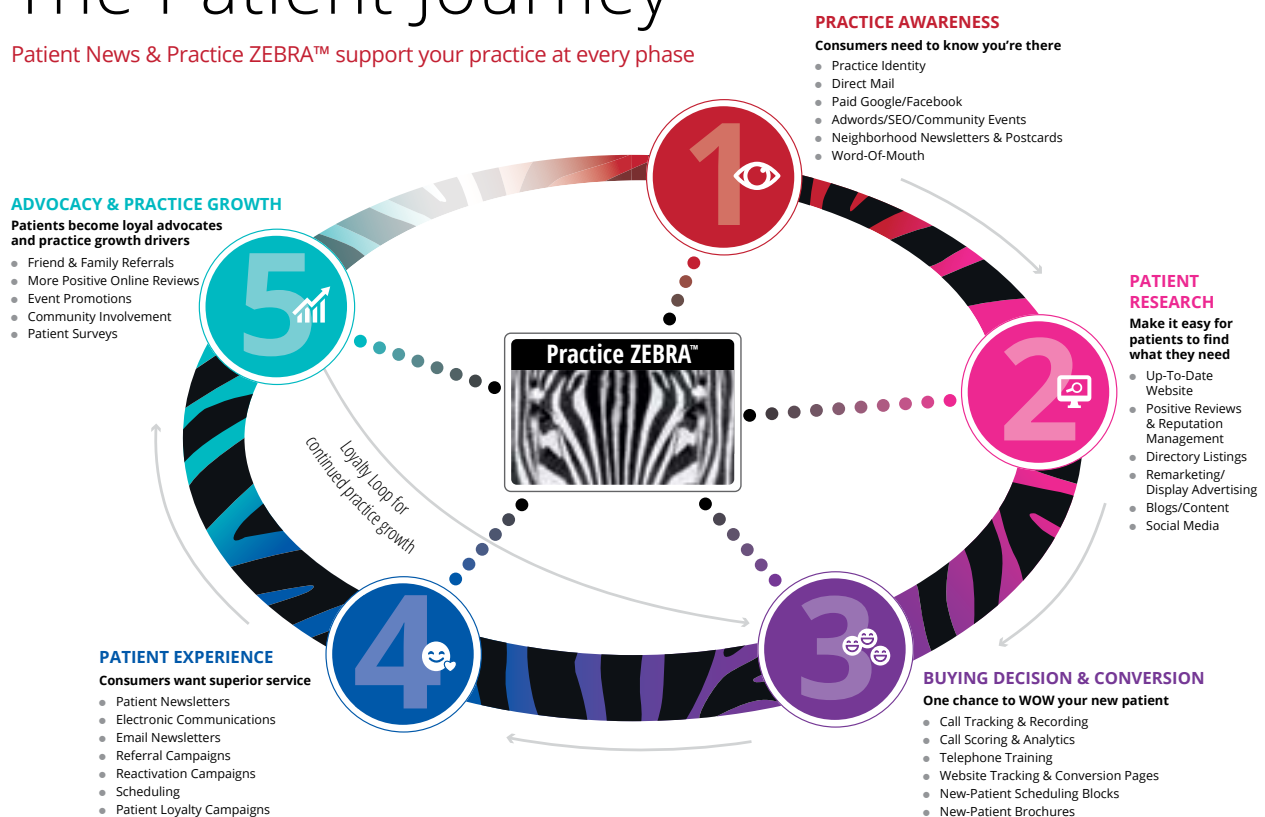 The Patient Journey
Patient News & Practice ZEBRA™ support your practice at every phase
PRACTICE AWARENESS
Consumers need to know you're there
Practice Identity
Direct Mail
Paid Google/Facebook
Adwords/SEO/Community Events
Neighborhood Newsletters & Postcards
Word-Of-Mouth
1
PATIENT
RESEARCH
Make it easy for
patients to find
what they need
Up-To-Date
Website
Positive Reviews
& Reputation
Management
Directory Listings
Remarketing/
Display Advertising
Blogs/Content
Social Media
2
BUYING DECISION & CONVERSION
One chance to WOW your new patient
Call Tracking & Recording
Call Scoring & Analytics
Telephone Training
Website Tracking & Conversion Pages
New-Patient Scheduling Blocks
New-Patient Brochures
3
PATIENT EXPERIENCE
Consumers want superior service
Patient Newsletters
Electronic Communications
Email Newsletters
Referral Campaigns
Reactivation Campaigns
Scheduling
Patient Loyalty Campaigns
4
ADVOCACY & PRACTICE GROWTH
Patients become loyal advocates
and practice growth drivers
Friend & Family Referrals
More Positive Online Reviews
Event Promotions
Community Involvement
Patient Surveys
5
Practice ZEBRA™
Loyalty Loop for
continued practice growth